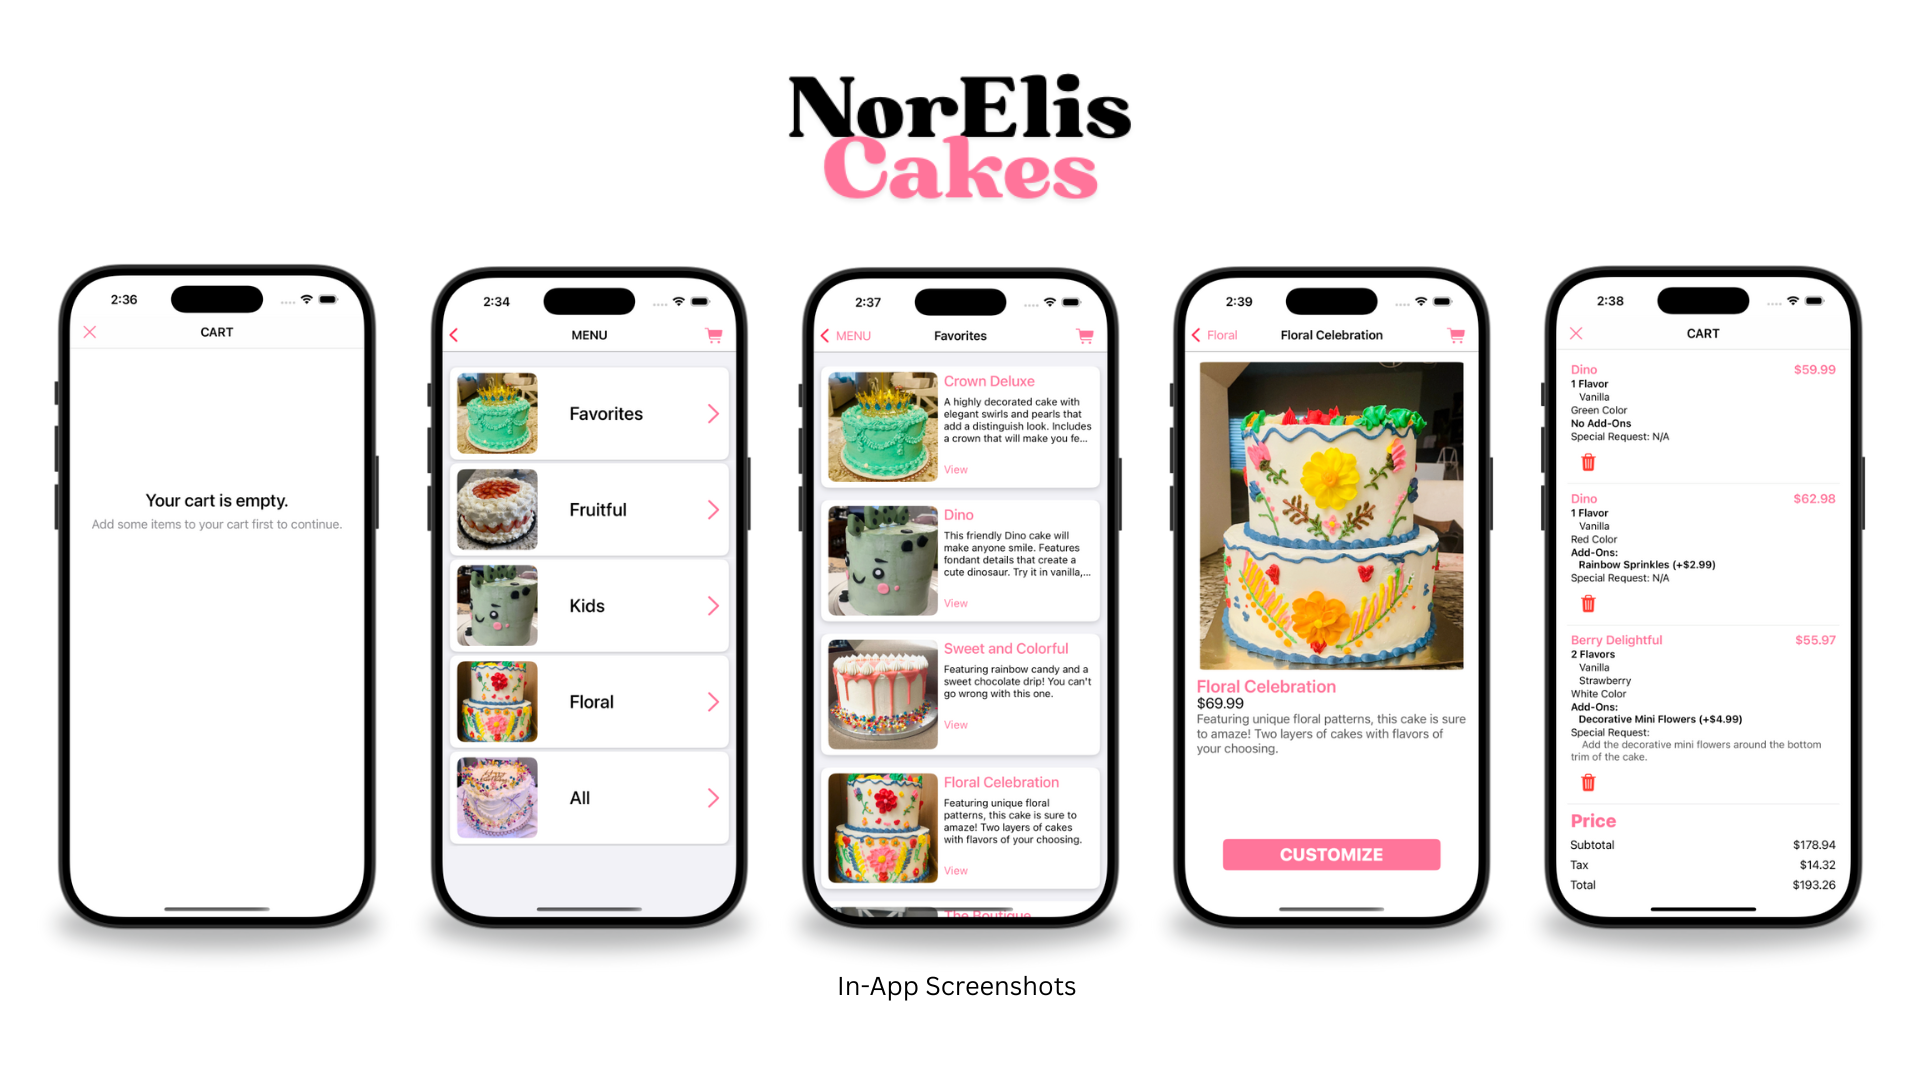 NorElis
Cakes
2:36
CART
Your cart is empty.
Add some items to your cart first to continue.
2:34
MENU
Favorites
Fruitful
Kids
Floral
All
2:37
MENU
Favorites
Crown Deluxe
A highly decorated cake with
elegant swirls and pearls that
add a distinguish look. Includes
a crown that will make you fe...
View
Dino
This friendly Dino cake will
make anyone smile. Features
fondant details that create a
cute dinosaur. Try it in vanilla,...
View
Sweet and Colorful
Featuring rainbow candy and a
sweet chocolate drip! You can't
go wrong with this one.
View
Floral Celebration
Featuring unique floral
patterns, this cake is sure to
amaze! Two layers of cakes
with flavors of your choosing.
View
The Boutique
2:39
Floral
Floral Celebration
Floral Celebration
$69.99
Featuring unique floral patterns, this cake is sure
to amaze! Two layers of cakes with flavors of
your choosing.
CUSTOMIZE
2:38
CART
Dino $59.99
1 Flavor
Vanilla
Green Color
No Add-Ons
Special Request: N/A
Dino $62.98
1 Flavor
Vanilla
Red Color
Add-Ons:
Rainbow Sprinkles (+$2.99)
Special Request: N/A
Berry Delightful $55.97
2 Flavors
Vanilla
Strawberry
White Color
Add-Ons:
Decorative Mini Flowers (+$4.99)
Special Request:
Add the decorative mini flowers around the bottom
trim of the cake.
Price
Subtotal $178.94
Tax $14.32
Total $193.26
In-App Screenshots